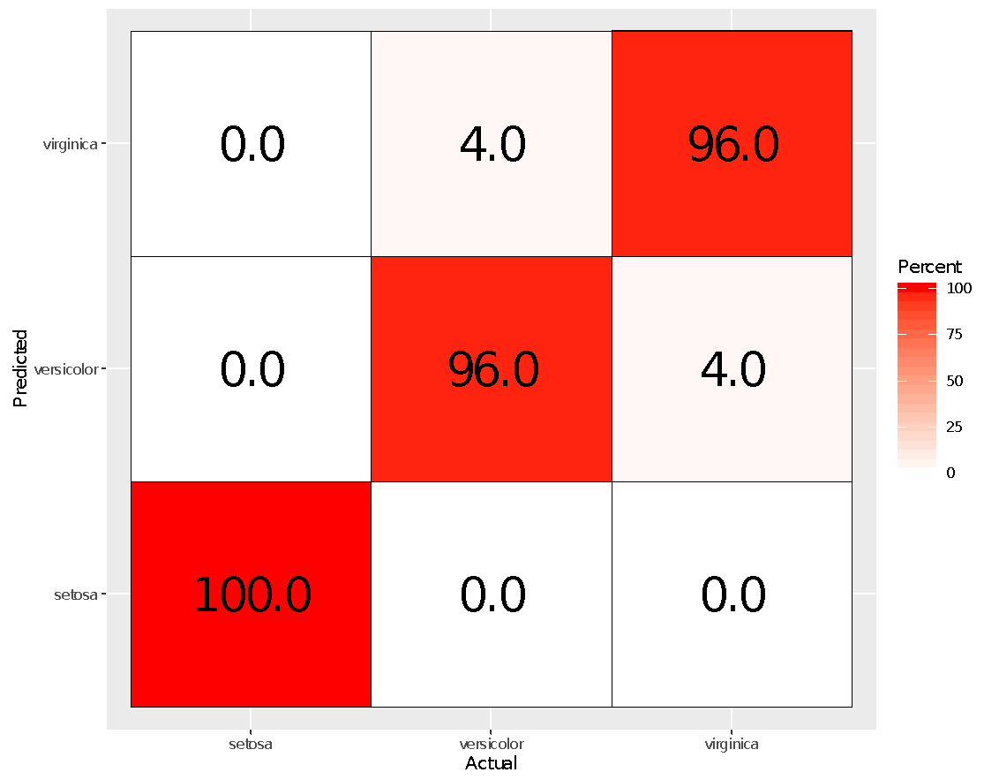 virginica
0.0
4.0
96.0
Percent
100
75
50
25
0
Predicted
versicolor
0.0
96.0
4.0
setosa
100.0
0.0
0.0
setosa
versicolor
virginica
Actual